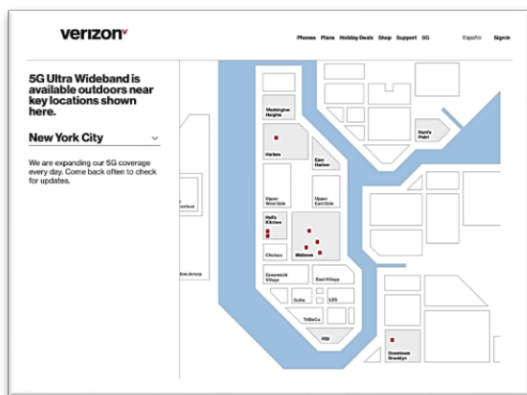 verizon
Phones Plans Holiday Deals Shop Support 5G Español Sign in
5G Ultra Wideband is
available outdoors near
key locations shown
here.
New York City
We are expanding our 5G coverage
every day. Come back often to check
for updates.
Washington
Heights
Hunt's
Point
Harlem
East
Harlem
Upper
West Side
Upper
East Side
Hell's
Kitchen
Midtown
Chelsea
Greenwich
Village
East Village
SoHo
LES
TriBeCa
FiDi
Downtown
Brooklyn